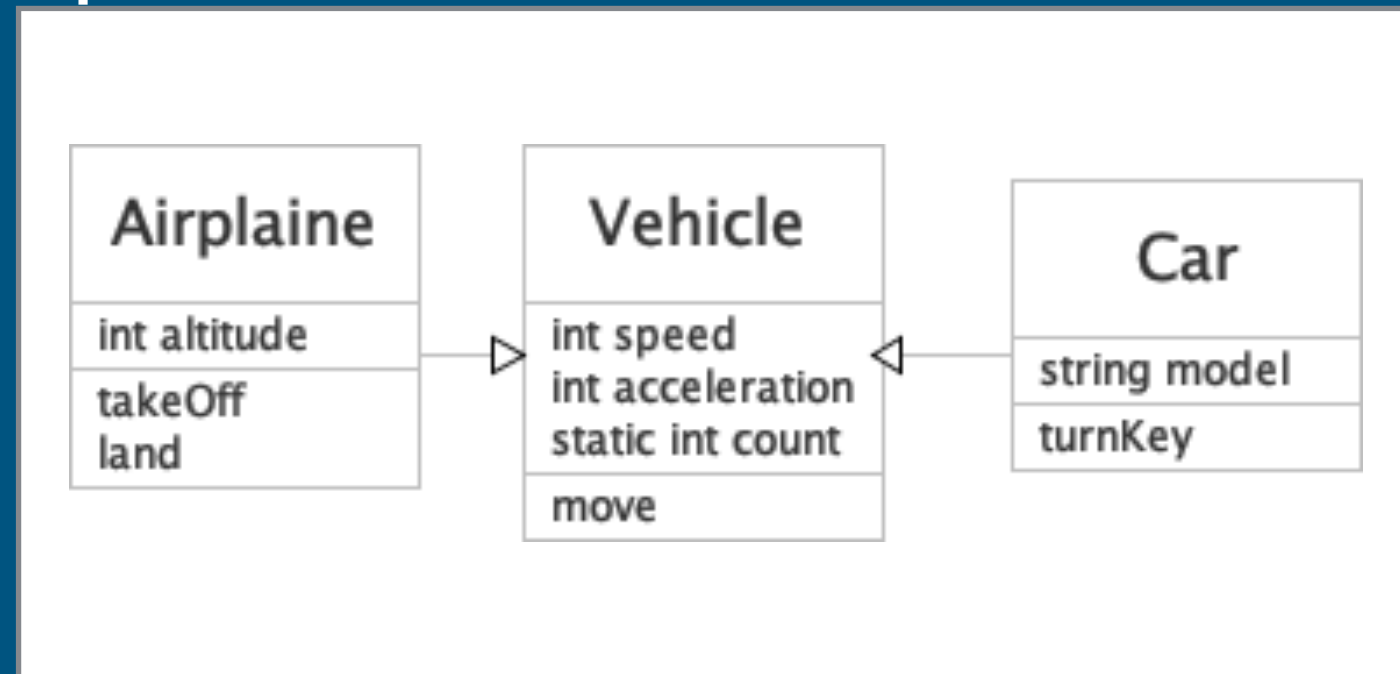 Airplaine
int altitude
takeOff
land
Vehicle
int speed
int acceleration
static int count
move
Car
string model
turnKey